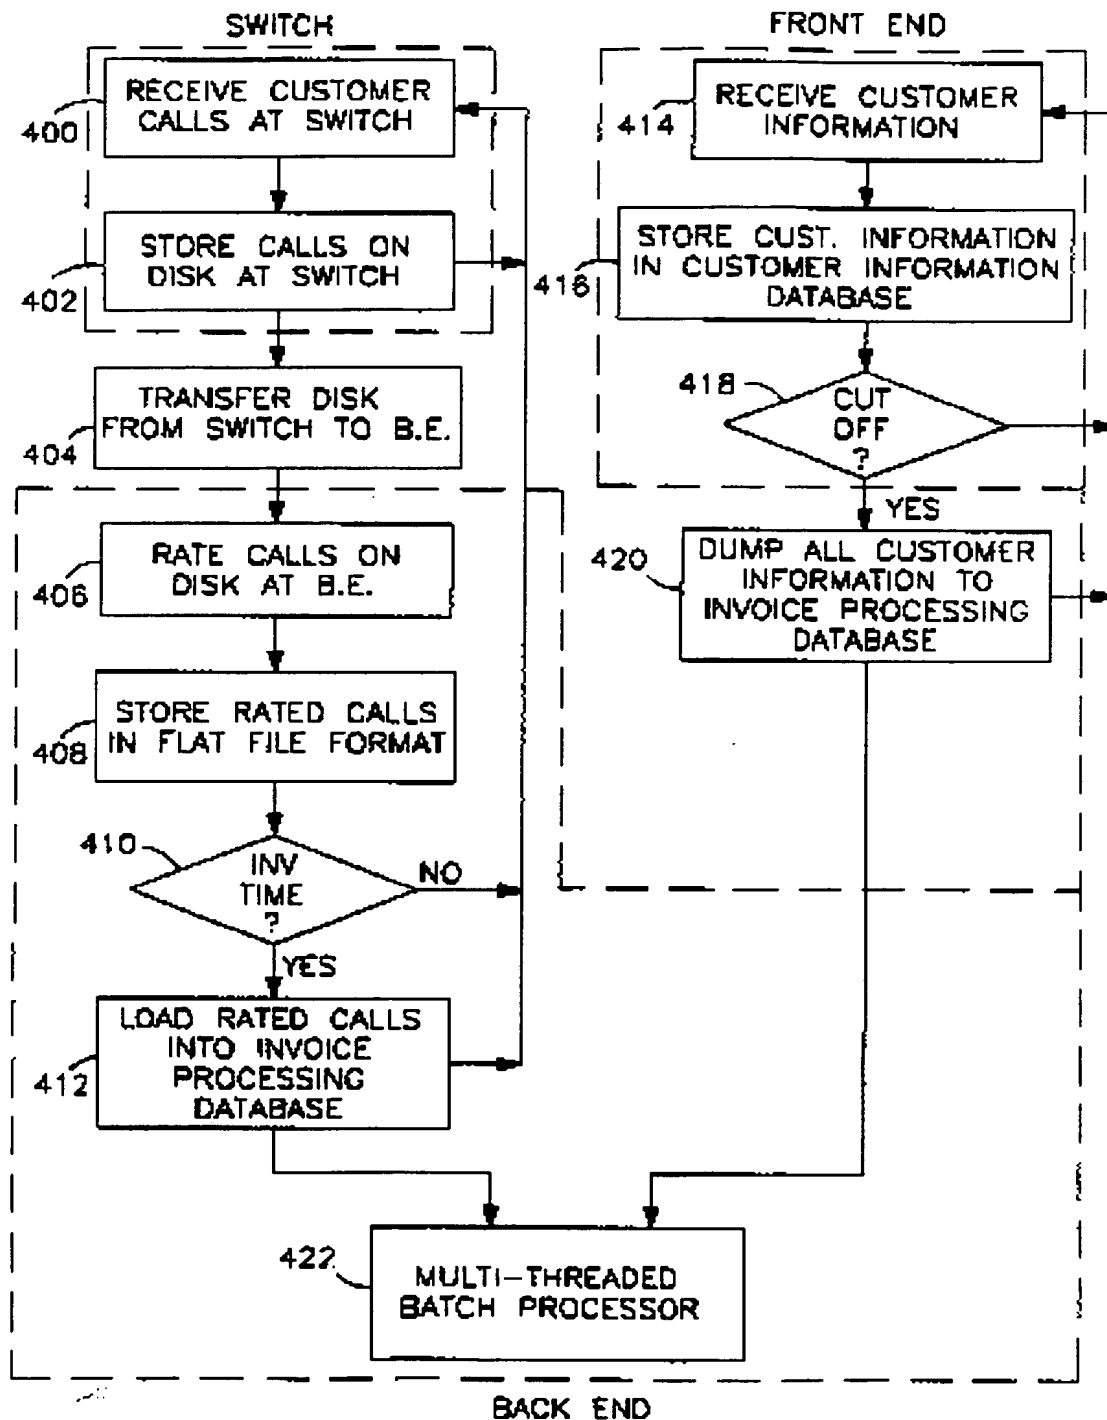 SWITCH
RECEIVE CUSTOMER
CALLS AT SWITCH
400
STORE CALLS ON
DISK AT SWITCH
402
TRANSFER DISK
FROM SWITCH TO B.E.
404
RATE CALLS ON
DISK AT B.E.
406
STORE RATED CALLS
IN FLAT FILE FORMAT
408
410
INV
TIME
?
NO
YES
LOAD RATED CALLS
INTO INVOICE
PROCESSING
DATABASE
412
FRONT END
RECEIVE CUSTOMER
INFORMATION
414
STORE CUST. INFORMATION
IN CUSTOMER INFORMATION
DATABASE
416
418
CUT
OFF
?
YES
DUMP ALL CUSTOMER
INFORMATION TO
INVOICE PROCESSING
DATABASE
420
422
MULTI-THREADED
BATCH PROCESSOR
BACK END